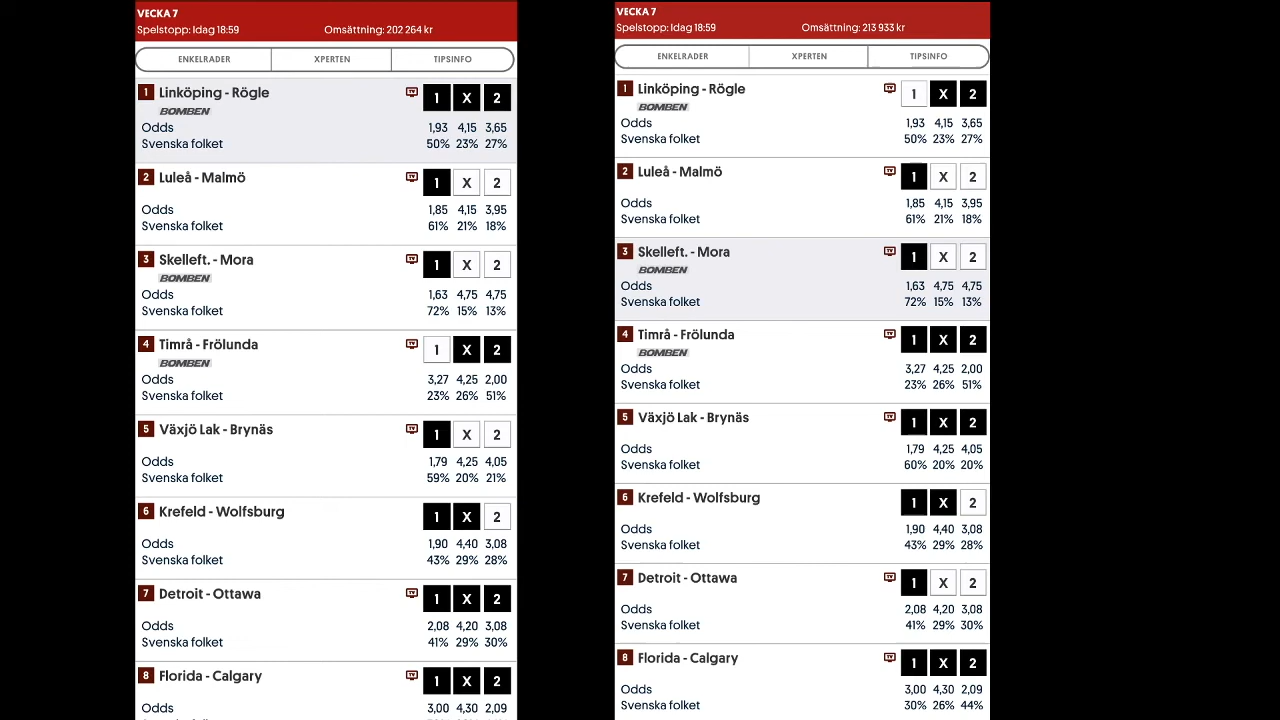 VECKA 7
Spelstopp: Idag 18:59 Omsättning: 202 264 kr
ENKELRADER XPERTEN TIPSINFO
1 Linköping - Rögle TV 1 X 2
BOMBEN
Odds 1,93 4,15 3,65
Svenska folket 50% 23% 27%
2 Luleå - Malmö TV 1 X 2
Odds 1,85 4,15 3,95
Svenska folket 61% 21% 18%
3 Skelleft. - Mora TV 1 X 2
BOMBEN
Odds 1,63 4,75 4,75
Svenska folket 72% 15% 13%
4 Timrå - Frölunda TV 1 X 2
BOMBEN
Odds 3,27 4,25 2,00
Svenska folket 23% 26% 51%
5 Växjö Lak - Brynäs TV 1 X 2
Odds 1,79 4,25 4,05
Svenska folket 59% 20% 21%
6 Krefeld - Wolfsburg 1 X 2
Odds 1,90 4,40 3,08
Svenska folket 43% 29% 28%
7 Detroit - Ottawa TV 1 X 2
Odds 2,08 4,20 3,08
Svenska folket 41% 29% 30%
8 Florida - Calgary TV 1 X 2
Odds 3,00 4,30 2,09
VECKA 7
Spelstopp: Idag 18:59 Omsättning: 213 933 kr
ENKELRADER XPERTEN TIPSINFO
1 Linköping - Rögle TV 1 X 2
BOMBEN
Odds 1,93 4,15 3,65
Svenska folket 50% 23% 27%
2 Luleå - Malmö TV 1 X 2
Odds 1,85 4,15 3,95
Svenska folket 61% 21% 18%
3 Skelleft. - Mora TV 1 X 2
BOMBEN
Odds 1,63 4,75 4,75
Svenska folket 72% 15% 13%
4 Timrå - Frölunda TV 1 X 2
BOMBEN
Odds 3,27 4,25 2,00
Svenska folket 23% 26% 51%
5 Växjö Lak - Brynäs TV 1 X 2
Odds 1,79 4,25 4,05
Svenska folket 60% 20% 20%
6 Krefeld - Wolfsburg TV 1 X 2
Odds 1,90 4,40 3,08
Svenska folket 43% 29% 28%
7 Detroit - Ottawa TV 1 X 2
Odds 2,08 4,20 3,08
Svenska folket 41% 29% 30%
8 Florida - Calgary TV 1 X 2
Odds 3,00 4,30 2,09
Svenska folket 30% 26% 44%